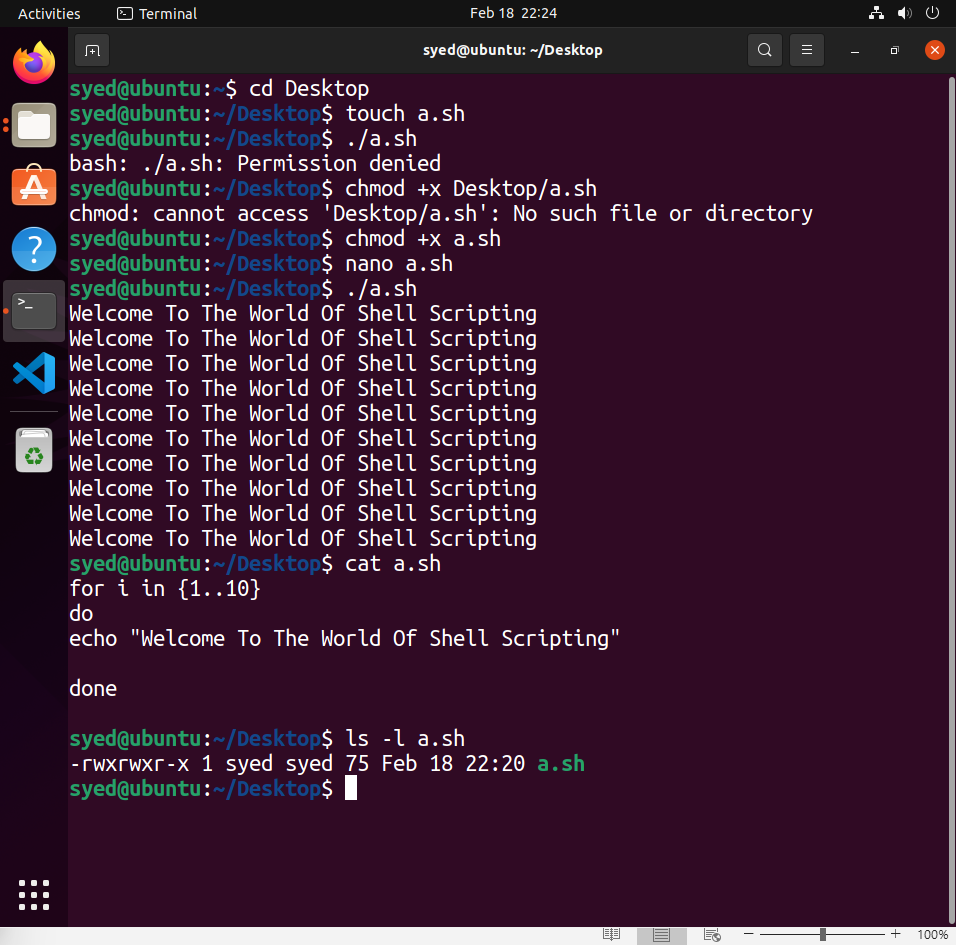 Activities
Terminal
Feb 18 22:24
syed@ubuntu: ~/Desktop
syed@ubuntu:~$ cd Desktop
syed@ubuntu:~/Desktop$ touch a.sh
syed@ubuntu:~/Desktop$ ./a.sh
bash: ./a.sh: Permission denied
syed@ubuntu:~/Desktop$ chmod +x Desktop/a.sh
chmod: cannot access 'Desktop/a.sh': No such file or directory
syed@ubuntu:~/Desktop$ chmod +x a.sh
syed@ubuntu:~/Desktop$ nano a.sh
syed@ubuntu:~/Desktop$ ./a.sh
Welcome To The World Of Shell Scripting
Welcome To The World Of Shell Scripting
Welcome To The World Of Shell Scripting
Welcome To The World Of Shell Scripting
Welcome To The World Of Shell Scripting
Welcome To The World Of Shell Scripting
Welcome To The World Of Shell Scripting
Welcome To The World Of Shell Scripting
Welcome To The World Of Shell Scripting
Welcome To The World Of Shell Scripting
syed@ubuntu:~/Desktop$ cat a.sh
for i in {1..10}
do
echo "Welcome To The World Of Shell Scripting"
done
syed@ubuntu:~/Desktop$ ls -l a.sh
-rwxrwxr-x 1 syed syed 75 Feb 18 22:20 a.sh
syed@ubuntu:~/Desktop$
100%